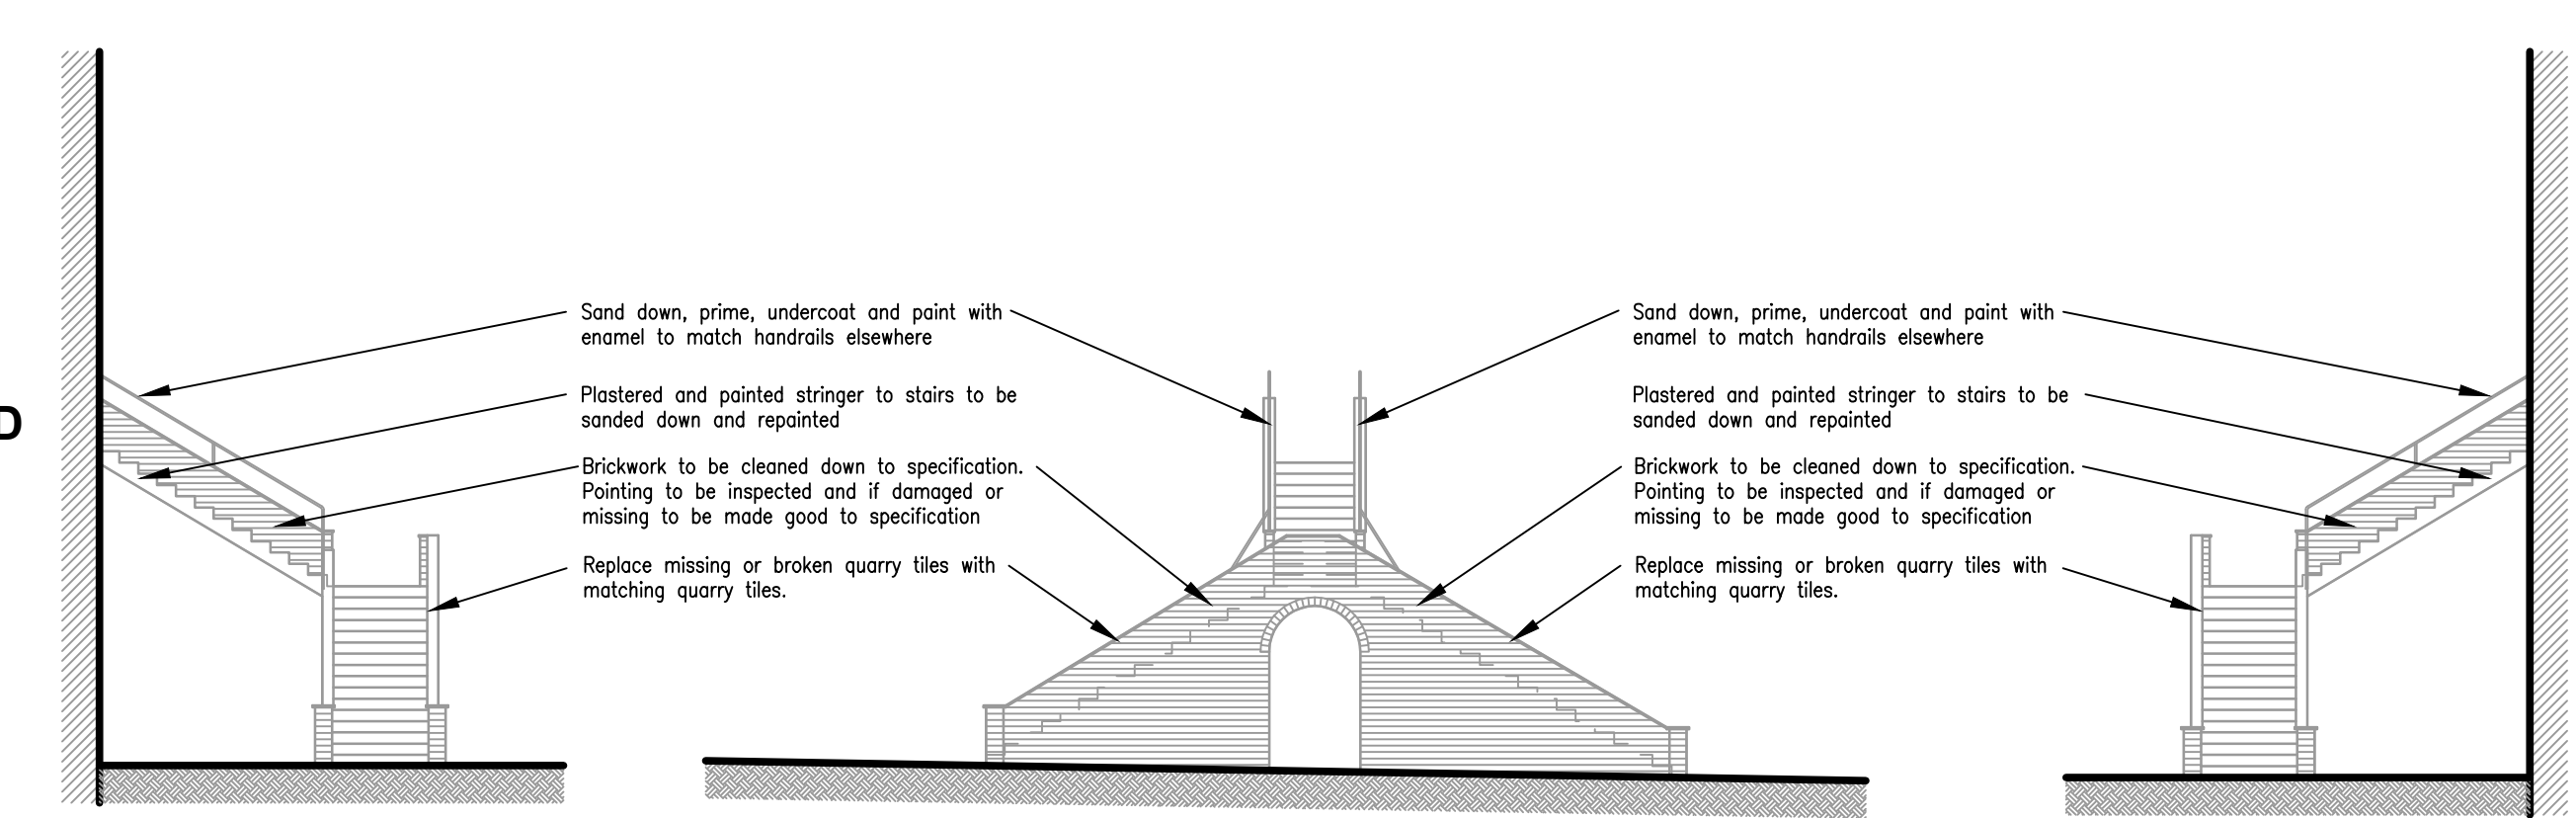 Sand down, prime, undercoat and paint with
enamel to match handrails elsewhere
Plastered and painted stringer to stairs to be
sanded down and repainted
Brickwork to be cleaned down to specification.
Pointing to be inspected and if damaged or
missing to be made good to specification
Replace missing or broken quarry tiles with
matching quarry tiles.
Sand down, prime, undercoat and paint with
enamel to match handrails elsewhere
Plastered and painted stringer to stairs to be
sanded down and repainted
Brickwork to be cleaned down to specification.
Pointing to be inspected and if damaged or
missing to be made good to specification
Replace missing or broken quarry tiles with
matching quarry tiles.